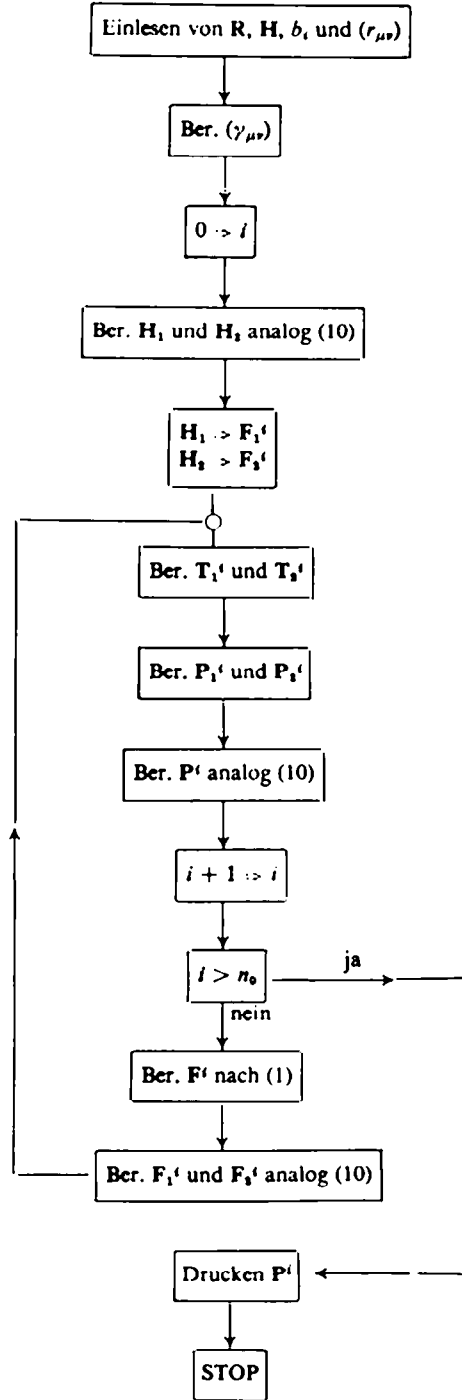 Einlesen von R, H, bᵢ und (r_μν)
Ber. (γ_μν)
0 :> i
Ber. H₁ und H₂ analog (10)
H₁ :> F₁ⁱ
H₂ :> F₂ⁱ
Ber. T₁ⁱ und T₂ⁱ
Ber. P₁ⁱ und P₂ⁱ
Ber. Pⁱ analog (10)
i + 1 :> i
i > n₀
ja
nein
Ber. Fⁱ nach (1)
Ber. F₁ⁱ und F₂ⁱ analog (10)
Drucken Pⁱ
STOP